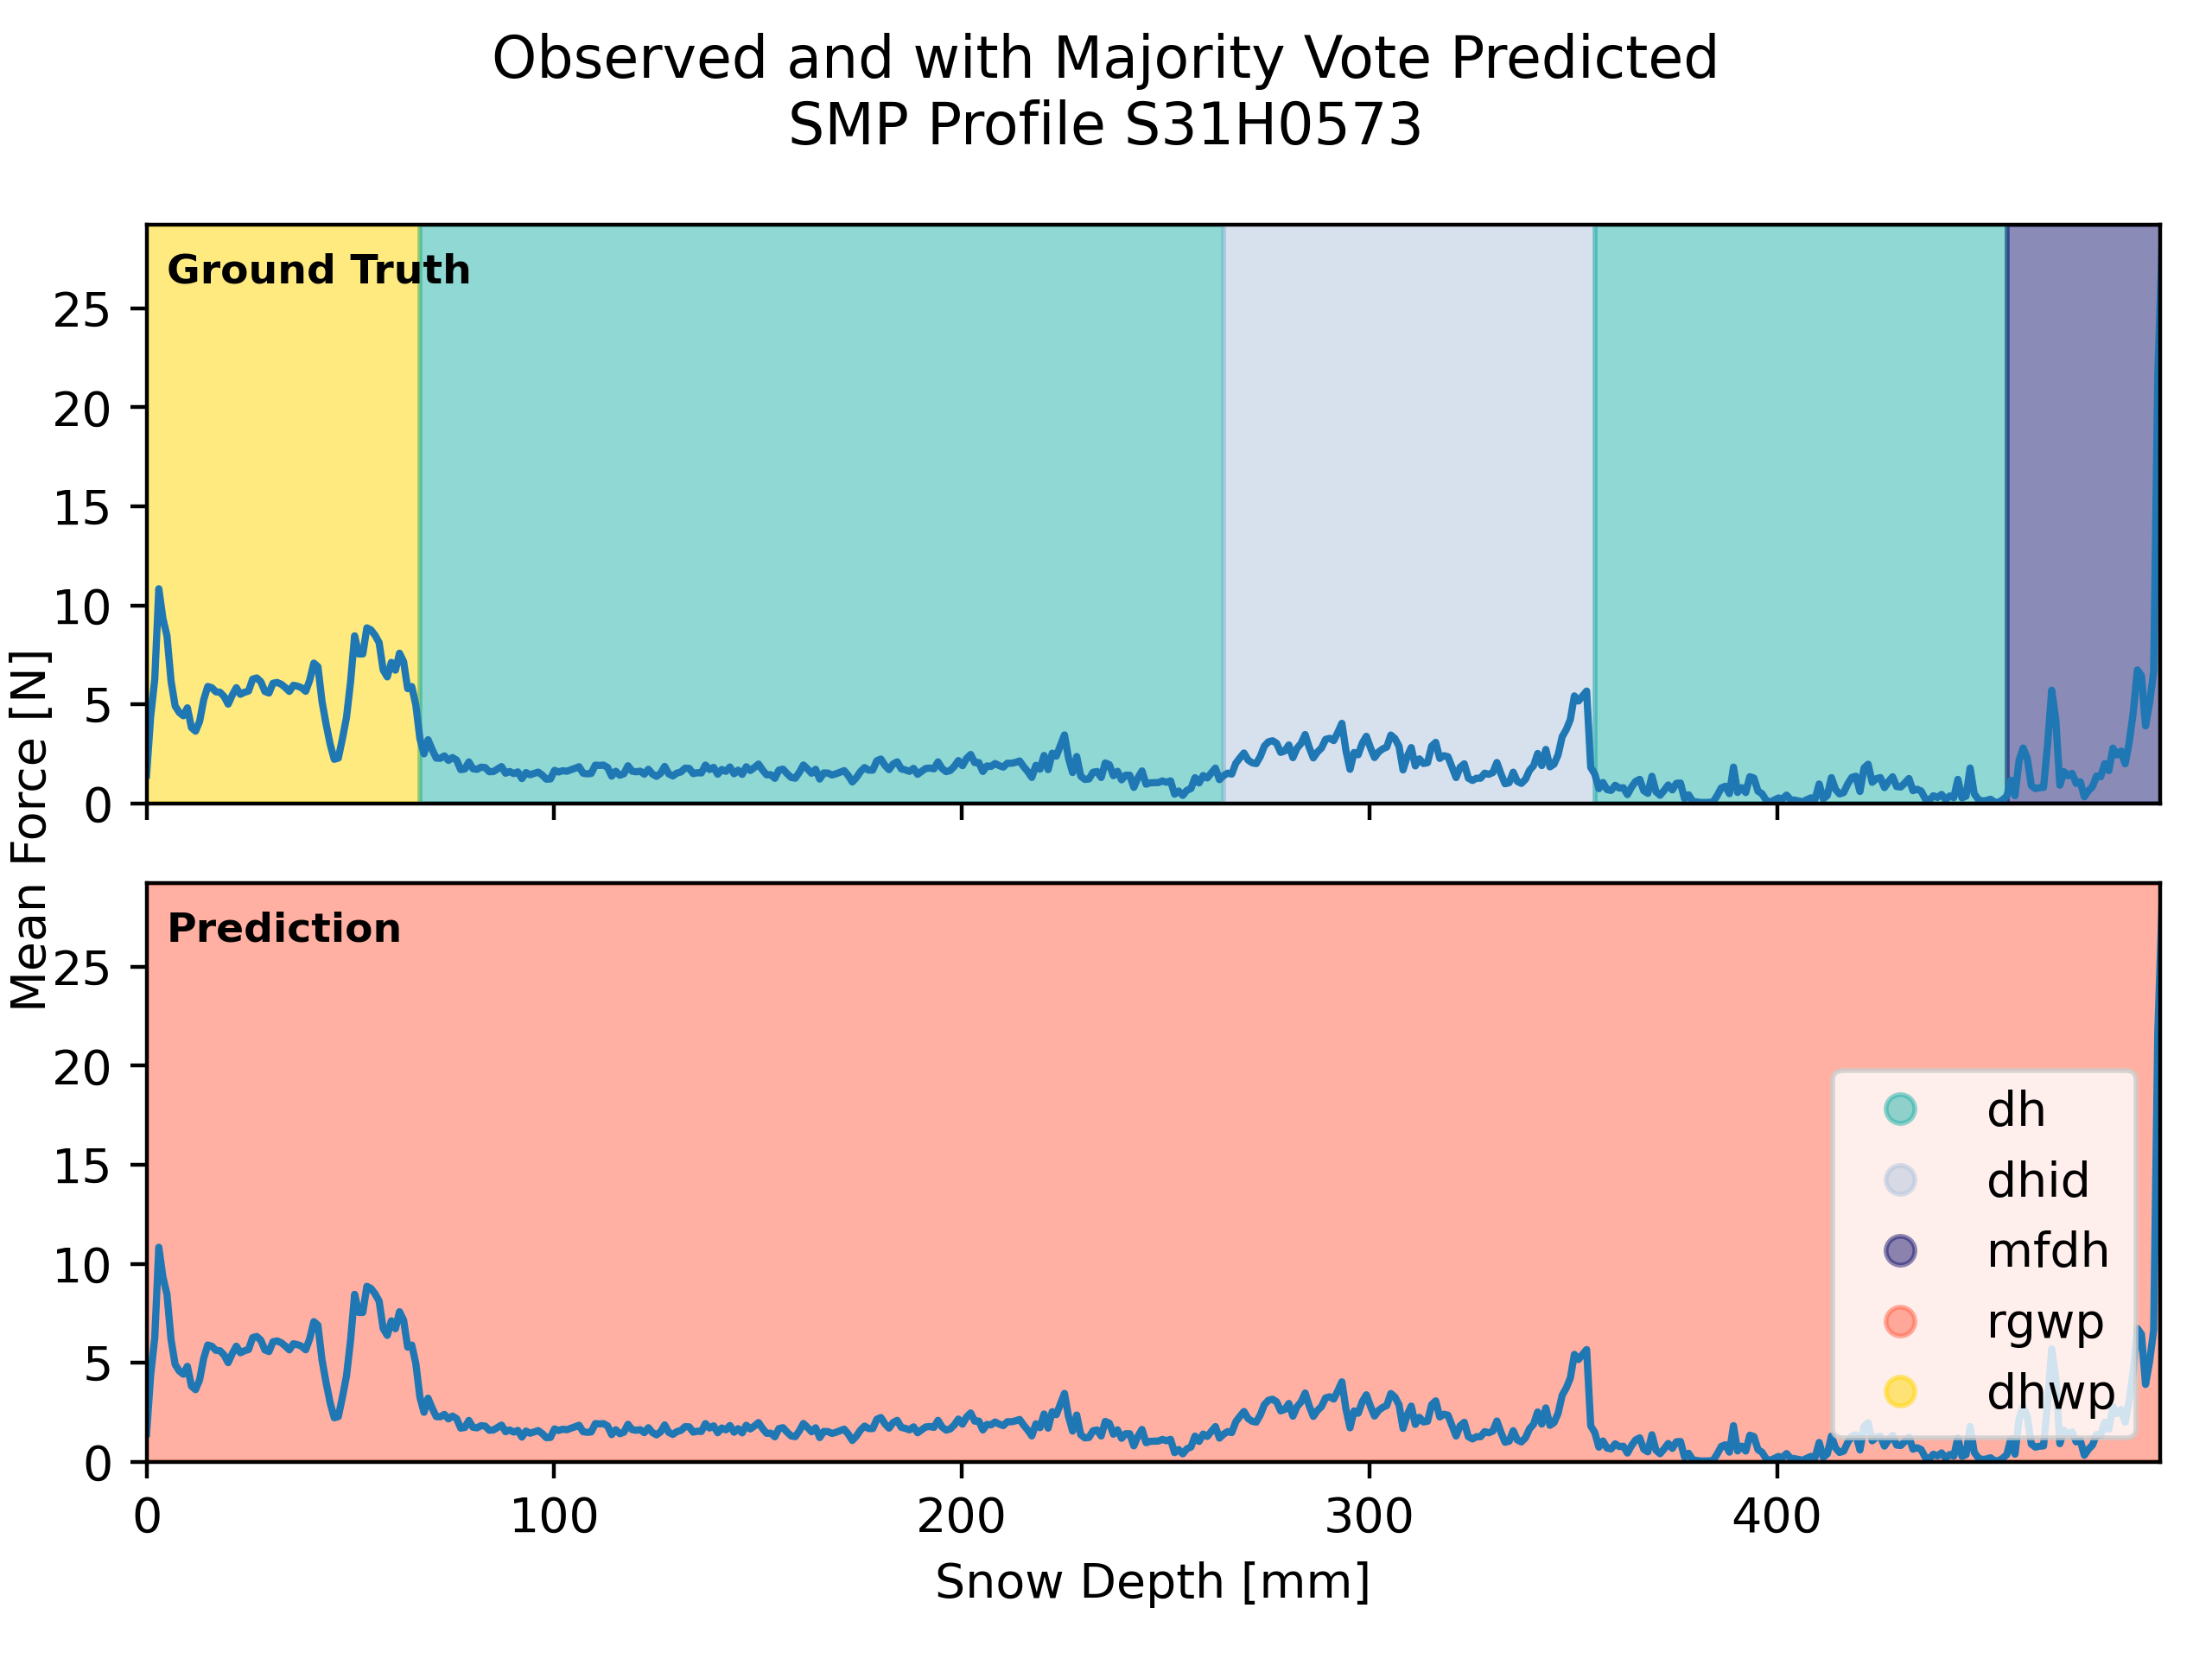 Observed and with Majority Vote Predicted
SMP Profile S31H0573
Mean Force [N]
Ground Truth
25
20
15
10
5
0
Prediction
25
20
15
10
5
0
dh
dhid
mfdh
rgwp
dhwp
0 100 200 300 400
Snow Depth [mm]